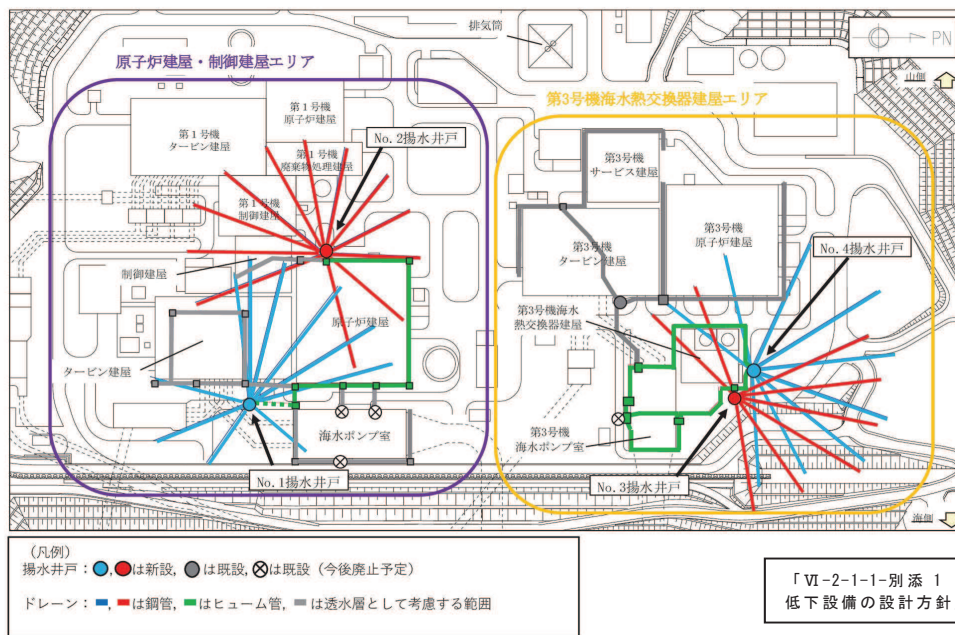 排気筒
PN
山側
原子炉建屋・制御建屋エリア
第3号機海水熱交換器建屋エリア
第1号機
原子炉建屋
第1号機
タービン建屋
No.2揚水井戸
第1号機
廃棄物処理建屋
第1号機
制御建屋
第3号機
サービス建屋
第3号機
原子炉建屋
第3号機
タービン建屋
No.4揚水井戸
制御建屋
原子炉建屋
第3号機海水
熱交換器建屋
タービン建屋
海水ポンプ室
第3号機
海水ポンプ室
No.1揚水井戸
No.3揚水井戸
海側
(凡例)
揚水井戸:●,●は新設,●は既設,⊗は既設(今後廃止予定)
ドレーン:■,■は鋼管,■はヒューム管,■は透水層として考慮する範囲
「Ⅵ-2-1-1-別添 1
低下設備の設計方針